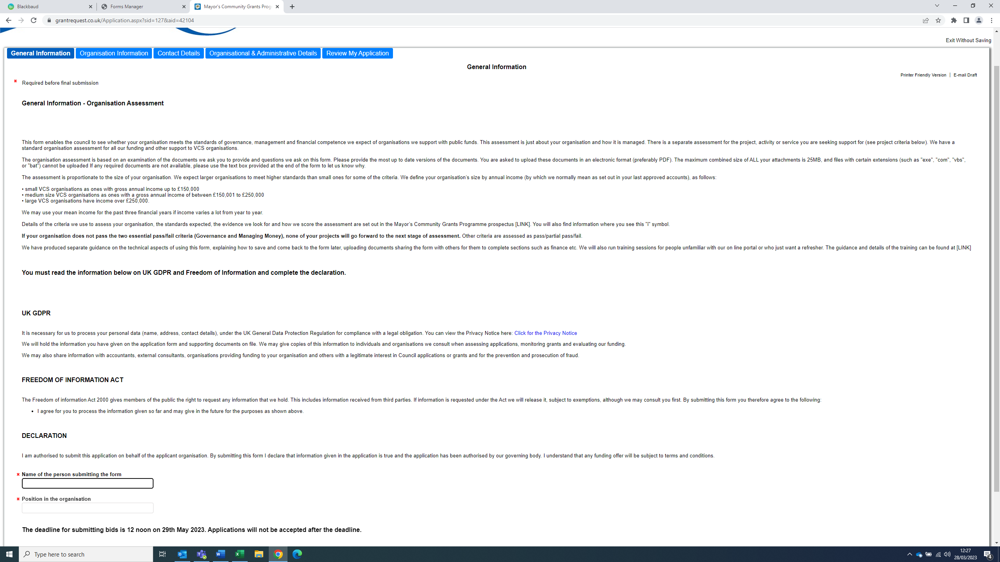 Blackbaud
Forms Manager
Mayor's Community Grants Prog
grantrequest.co.uk/Application.aspx?sid=127&aid=42104
Exit Without Saving
General Information
Organisation Information
Contact Details
Organisational & Administrative Details
Review My Application
General Information
Printer Friendly Version | E-mail Draft
* Required before final submission
General Information - Organisation Assessment
This form enables the council to see whether your organisation meets the standards of governance, management and financial competence we expect of organisations we support with public funds. This assessment is just about your organisation and how it is managed. There is a separate assessment for the project, activity or service you are seeking support for (see project criteria below). We have a
standard organisation assessment for all our funding and other support to VCS organisations.
The organisation assessment is based on an examination of the documents we ask you to provide and questions we ask on this form. Please provide the most up to date versions of the documents. You are asked to upload these documents in an electronic format (preferably PDF). The maximum combined size of ALL your attachments is 25MB, and files with certain extensions (such as "exe", "com", "vbs",
or "bat") cannot be uploaded If any required documents are not available, please use the text box provided at the end of the form to let us know why.
The assessment is proportionate to the size of your organisation. We expect larger organisations to meet higher standards than small ones for some of the criteria. We define your organisation's size by annual income (by which we normally mean as set out in your last approved accounts), as follows:
• small VCS organisations as ones with gross annual income up to £150,000
• medium size VCS organisations as ones with a gross annual income of between £150,001 to £250,000
• large VCS organisations have income over £250,000.
We may use your mean income for the past three financial years if income varies a lot from year to year.
Details of the criteria we use to assess your organisation, the standards expected, the evidence we look for and how we score the assessment are set out in the Mayor's Community Grants Programme prospectus [LINK]. You will also find information where you see this "i" symbol.
If your organisation does not pass the two essential pass/fail criteria (Governance and Managing Money), none of your projects will go forward to the next stage of assessment. Other criteria are assessed as pass/partial pass/fail.
We have produced separate guidance on the technical aspects of using this form, explaining how to save and come back to the form later, uploading documents sharing the form with others for them to complete sections such as finance etc. We will also run training sessions for people unfamiliar with our on line portal or who just want a refresher. The guidance and details of the training can be found at [LINK]
You must read the information below on UK GDPR and Freedom of Information and complete the declaration.
UK GDPR
It is necessary for us to process your personal data (name, address, contact details), under the UK General Data Protection Regulation for compliance with a legal obligation. You can view the Privacy Notice here: Click for the Privacy Notice
We will hold the information you have given on the application form and supporting documents on file. We may give copies of this information to individuals and organisations we consult when assessing applications, monitoring grants and evaluating our funding.
We may also share information with accountants, external consultants, organisations providing funding to your organisation and others with a legitimate interest in Council applications or grants and for the prevention and prosecution of fraud.
FREEDOM OF INFORMATION ACT
The Freedom of information Act 2000 gives members of the public the right to request any information that we hold. This includes information received from third parties. If information is requested under the Act we will release it, subject to exemptions, although we may consult you first. By submitting this form you therefore agree to the following:
• I agree for you to process the information given so far and may give in the future for the purposes as shown above.
DECLARATION
I am authorised to submit this application on behalf of the applicant organisation. By submitting this form I declare that information given in the application is true and the application has been authorised by our governing body. I understand that any funding offer will be subject to terms and conditions.
* Name of the person submitting the form
* Position in the organisation
The deadline for submitting bids is 12 noon on 29th May 2023. Applications will not be accepted after the deadline.
Type here to search
12:27
28/03/2023
4